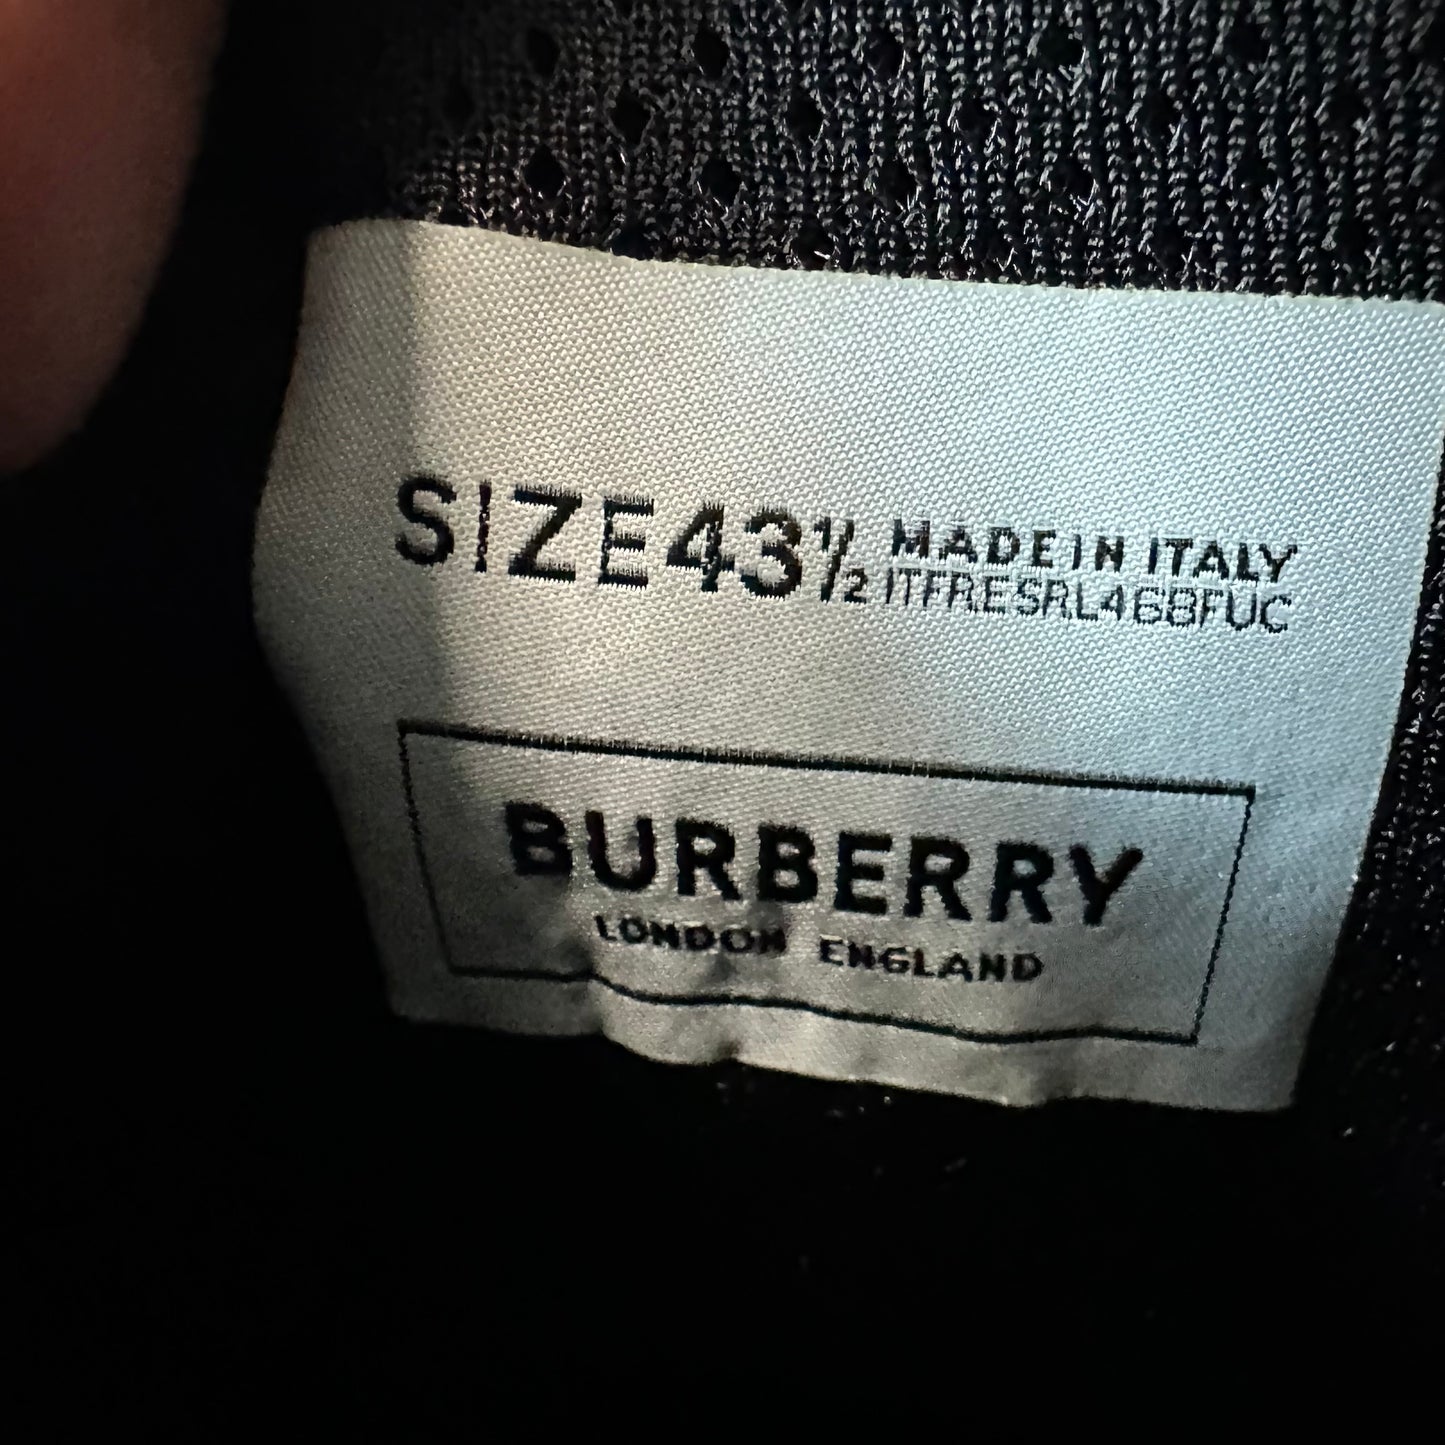 SIZE 43½ MADE IN ITALY
ITFRESRL468FUC
BURBERRY
LONDON ENGLAND